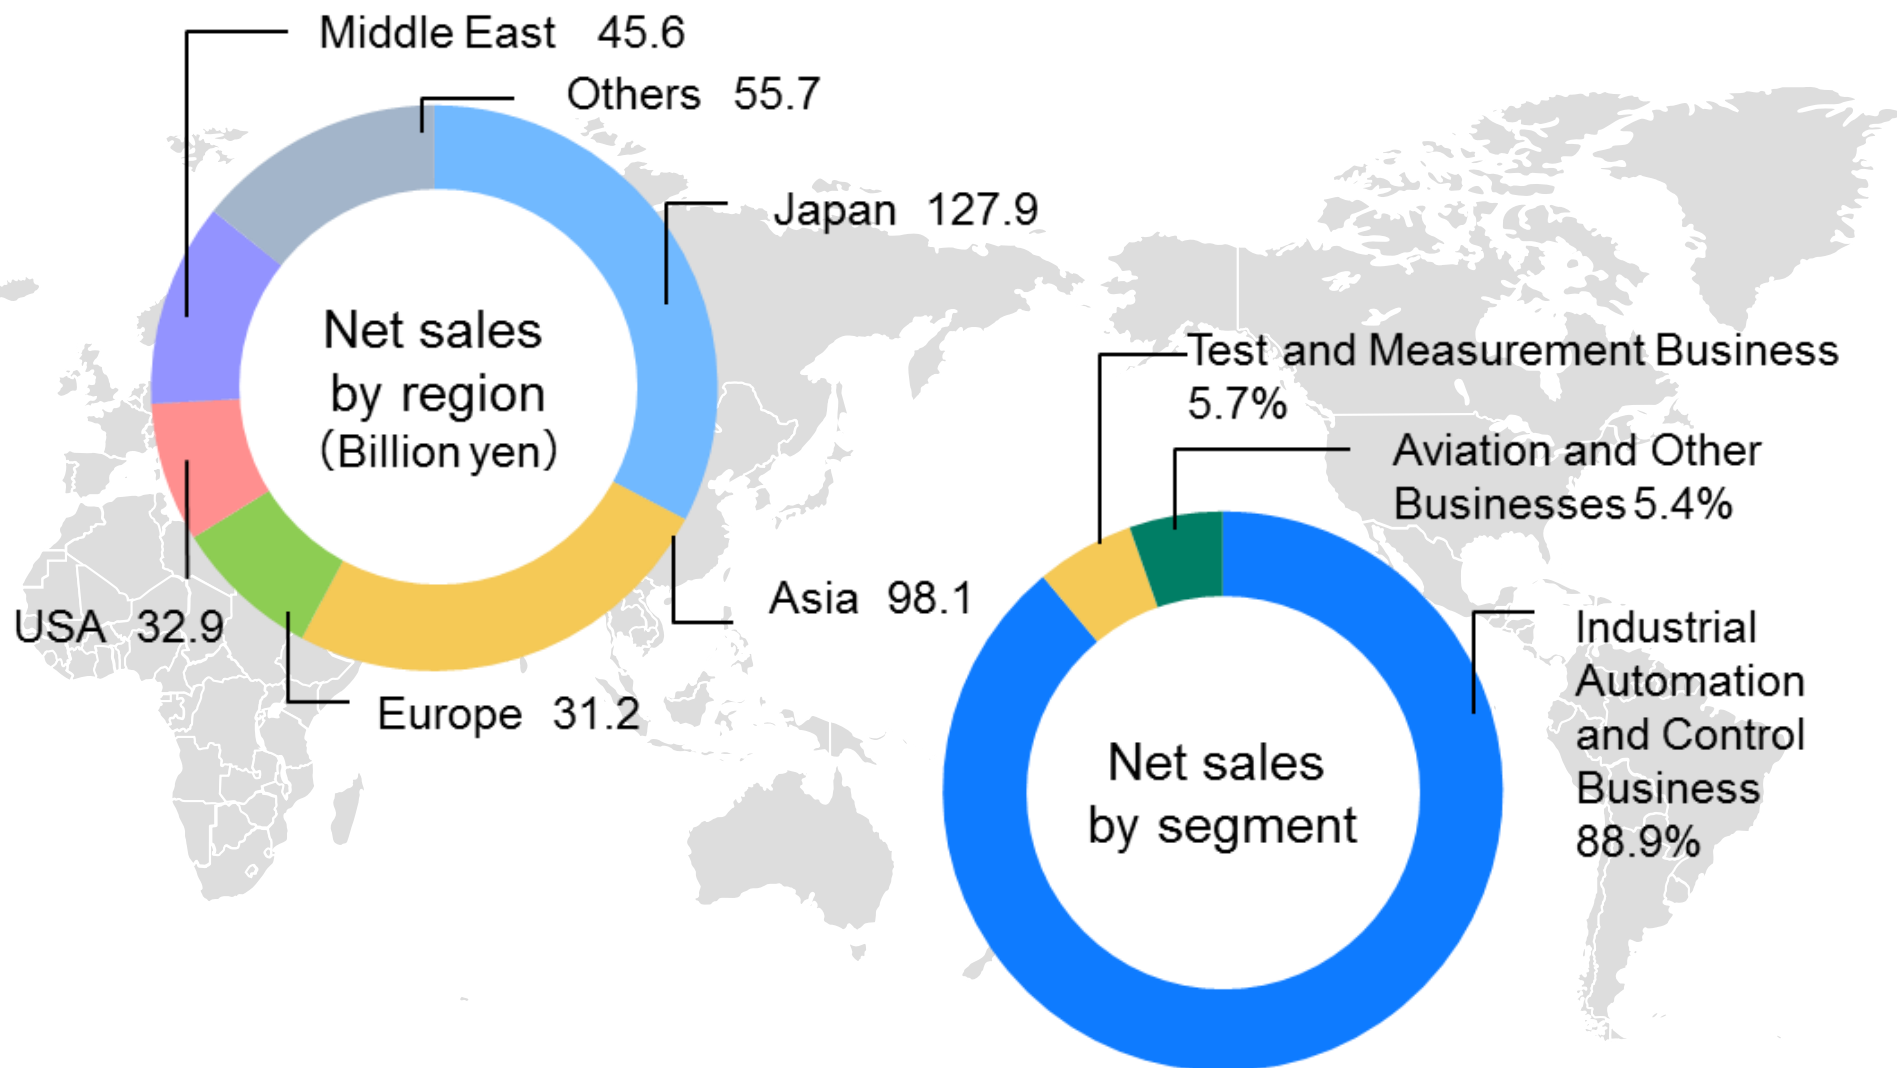 Middle East 45.6
Others 55.7
Japan 127.9
Net sales
by region
(Billion yen)
Asia 98.1
USA 32.9
Europe 31.2
Test and Measurement Business
5.7%
Aviation and Other
Businesses 5.4%
Industrial
Automation
and Control
Business
88.9%
Net sales
by segment